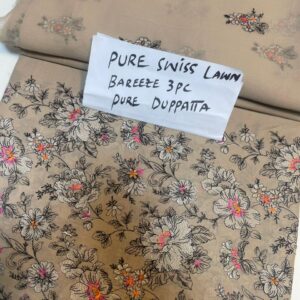 PURE SWISS LAWN
BAREEZE 3PC
PURE DUPPATTA